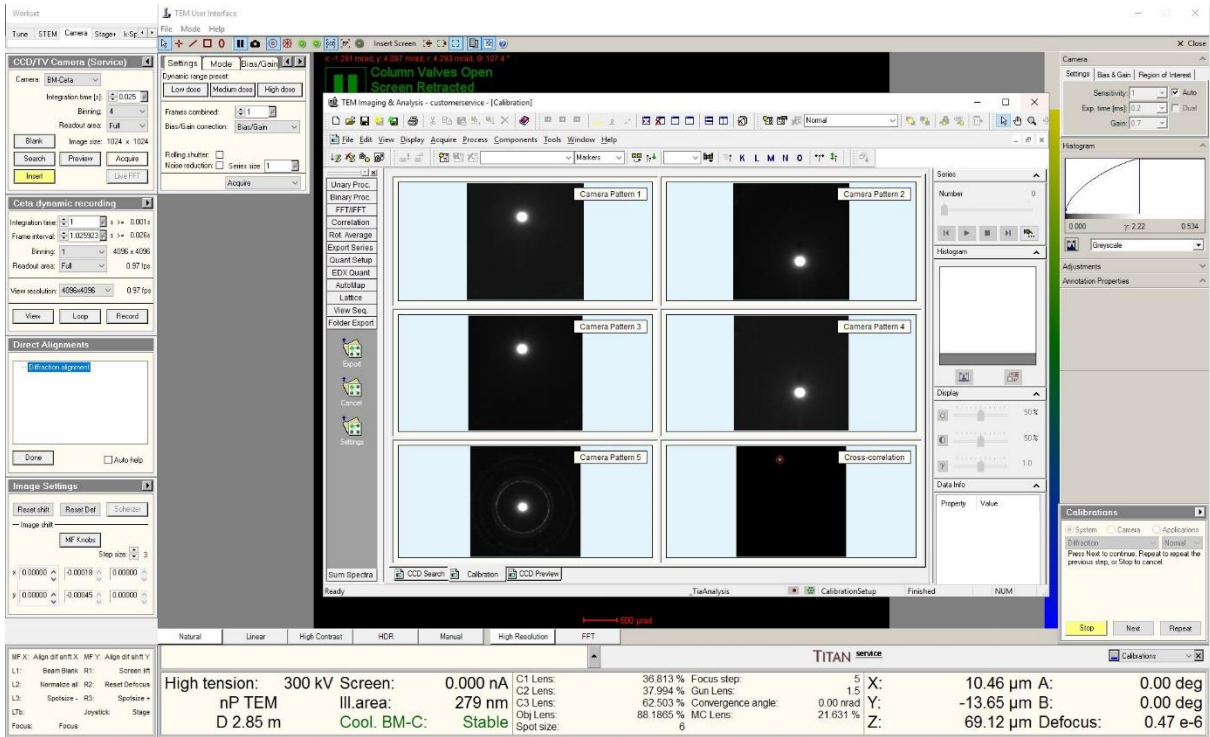 Workset
Tune STEM Camera Stage+ k-Sp
CCD/TV Camera (Service)
Camera: BM-Ceta
Integration time [s]: 0.025
Binning: 4
Readout area: Full
Blank Image size: 1024 x 1024
Search Preview Acquire
Insert Live FFT
Ceta dynamic recording
Integration time: 1 s >= 0.001s
Frame interval: 1.025923 s >= 0.026s
Binning: 1 4096 x 4096
Readout area: Full 0.97 fps
View resolution: 4096x4096 0.97 fps
View Loop Record
Direct Alignments
Diffraction alignment
Done Auto help
Image Settings
Reset shift Reset Def Scherzer
Image shift
MF Knobs
Step size: 3
x 0.00000 -0.00018 0.00000
y 0.00000 -0.00045 0.00000
MF X: Align dif shft X MF Y: Align dif shft Y
L1: Beam Blank R1: Screen lift
L2: Normalize all R2: Reset Defocus
L3: Spotsize - R3: Spotsize +
LTb: Joystick: Stage
Focus: Focus
TEM User Interface
File Mode Help
Insert Screen
Close
Settings Mode Bias/Gain
Dynamic range preset:
Low dose Medium dose High dose
Frames combined: 1
Bias/Gain correction: Bias/Gain
Rolling shutter:
Noise reduction: Series size: 1
Acquire
x: -1.291 mrad, y: 4.097 mrad, r: 4.293 mrad, θ: 107.4 °
Column Valves Open
Screen Retracted
TEM Imaging & Analysis - customerservice - [Calibration]
Normal
File Edit View Display Acquire Process Components Tools Window Help
Markers
T K L M N O
Unary Proc.
Binary Proc.
FFT/IFFT
Correlation
Rot. Average
Export Series
Quant Setup
EDX Quant
AutoMap
Lattice
View Seq.
Folder Export
Export
Cancel
Settings
Sum Spectra
Camera Pattern 1
Camera Pattern 2
Camera Pattern 3
Camera Pattern 4
Camera Pattern 5
Cross-correlation
CCD Search Calibration CCD Preview
Ready _TiaAnalysis CalibrationSetup Finished NUM
Series
Number 0
Histogram
Display
50%
50%
1.0
Data Info
Property Value
600 µrad
Natural Linear High Contrast HDR Manual High Resolution FFT
Camera
Settings Bias & Gain Region of Interest
Sensitivity: 1 Auto
Exp. time [ms]: 0.2 Dual
Gain: 0.7
Histogram
0.000 γ: 2.22 0.534
Greyscale
Adjustments
Annotation Properties
Calibrations
System Camera Applications
Diffraction Normal
Press Next to continue, Repeat to repeat the
previous step, or Stop to cancel.
Stop Next Repeat
TITAN service
Calibrations
High tension: 300 kV Screen: 0.000 nA
nP TEM Ill.area: 279 nm
D 2.85 m Cool. BM-C: Stable
C1 Lens: 36.813 % Focus step: 5
C2 Lens: 37.994 % Gun Lens: 1.5
C3 Lens: 62.503 % Convergence angle: 0.00 mrad
Obj Lens: 88.1865 % MC Lens: 21.631 %
Spot size: 6
X: 10.46 µm A: 0.00 deg
Y: -13.65 µm B: 0.00 deg
Z: 69.12 µm Defocus: 0.47 e-6